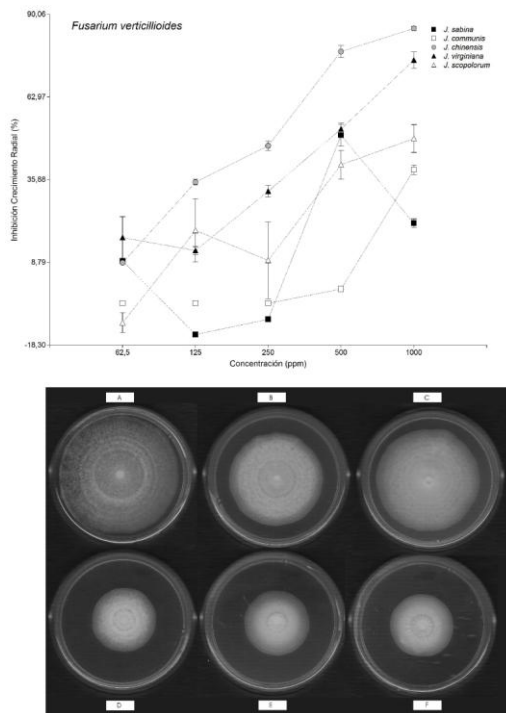 Fusarium verticillioides
J. sabina
J. communis
J. chinensis
J. virginiana
J. scopolorum
Inhibición Crecimiento Radial (%)
90,06
62,97
35,88
8,79
-18,30
62,5 125 250 500 1000
Concentración (ppm)
A B C
D E F